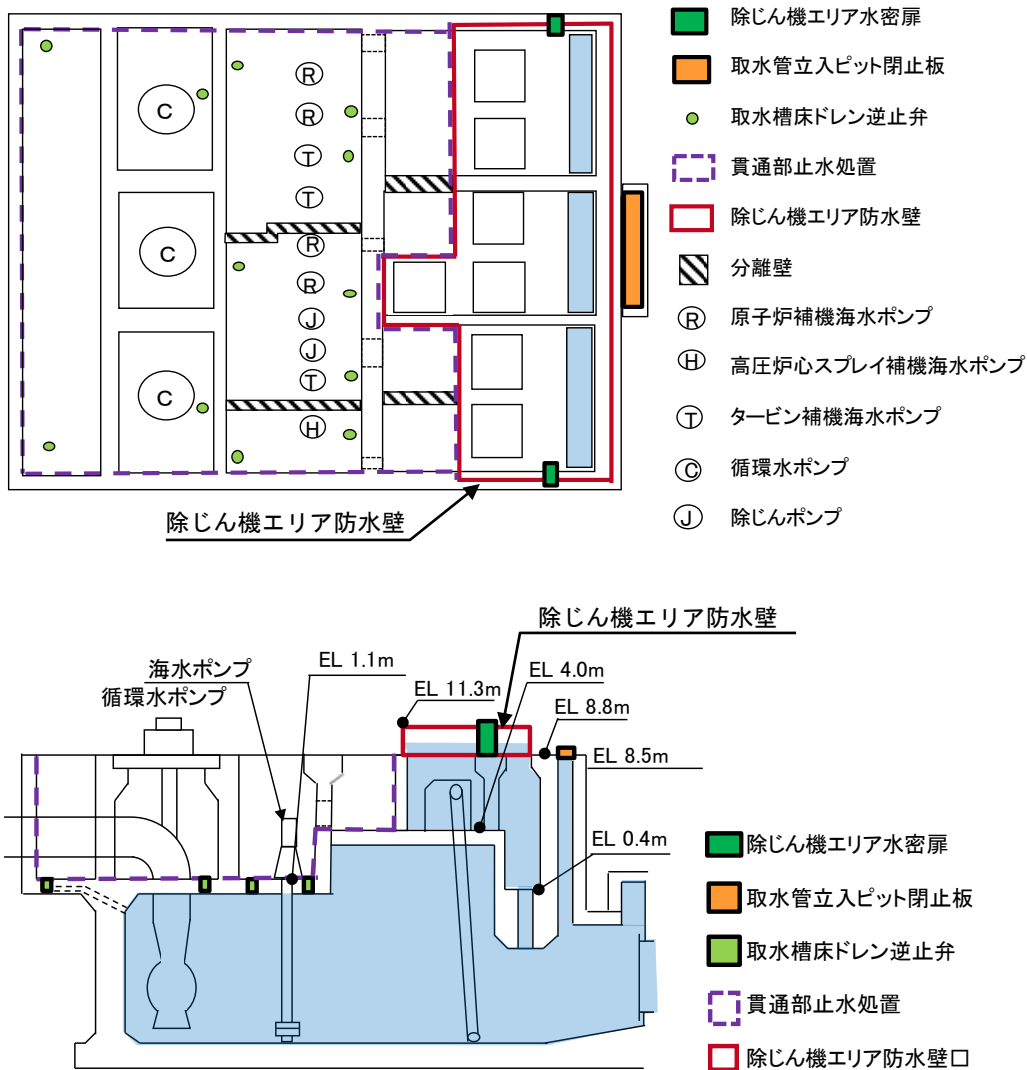 除じん機エリア水密扉
取水管立入ピット閉止板
取水槽床ドレン逆止弁
貫通部止水処置
除じん機エリア防水壁
分離壁
Ⓡ 原子炉補機海水ポンプ
Ⓗ 高圧炉心スプレイ補機海水ポンプ
Ⓣ タービン補機海水ポンプ
Ⓒ 循環水ポンプ
Ⓙ 除じんポンプ
Ⓒ
Ⓒ
Ⓒ
Ⓡ
Ⓡ
Ⓣ
Ⓣ
Ⓡ
Ⓡ
Ⓙ
Ⓙ
Ⓣ
Ⓗ
除じん機エリア防水壁
除じん機エリア防水壁
海水ポンプ
循環水ポンプ
EL 1.1m
EL 11.3m
EL 4.0m
EL 8.8m
EL 8.5m
EL 0.4m
除じん機エリア水密扉
取水管立入ピット閉止板
取水槽床ドレン逆止弁
貫通部止水処置
除じん機エリア防水壁口